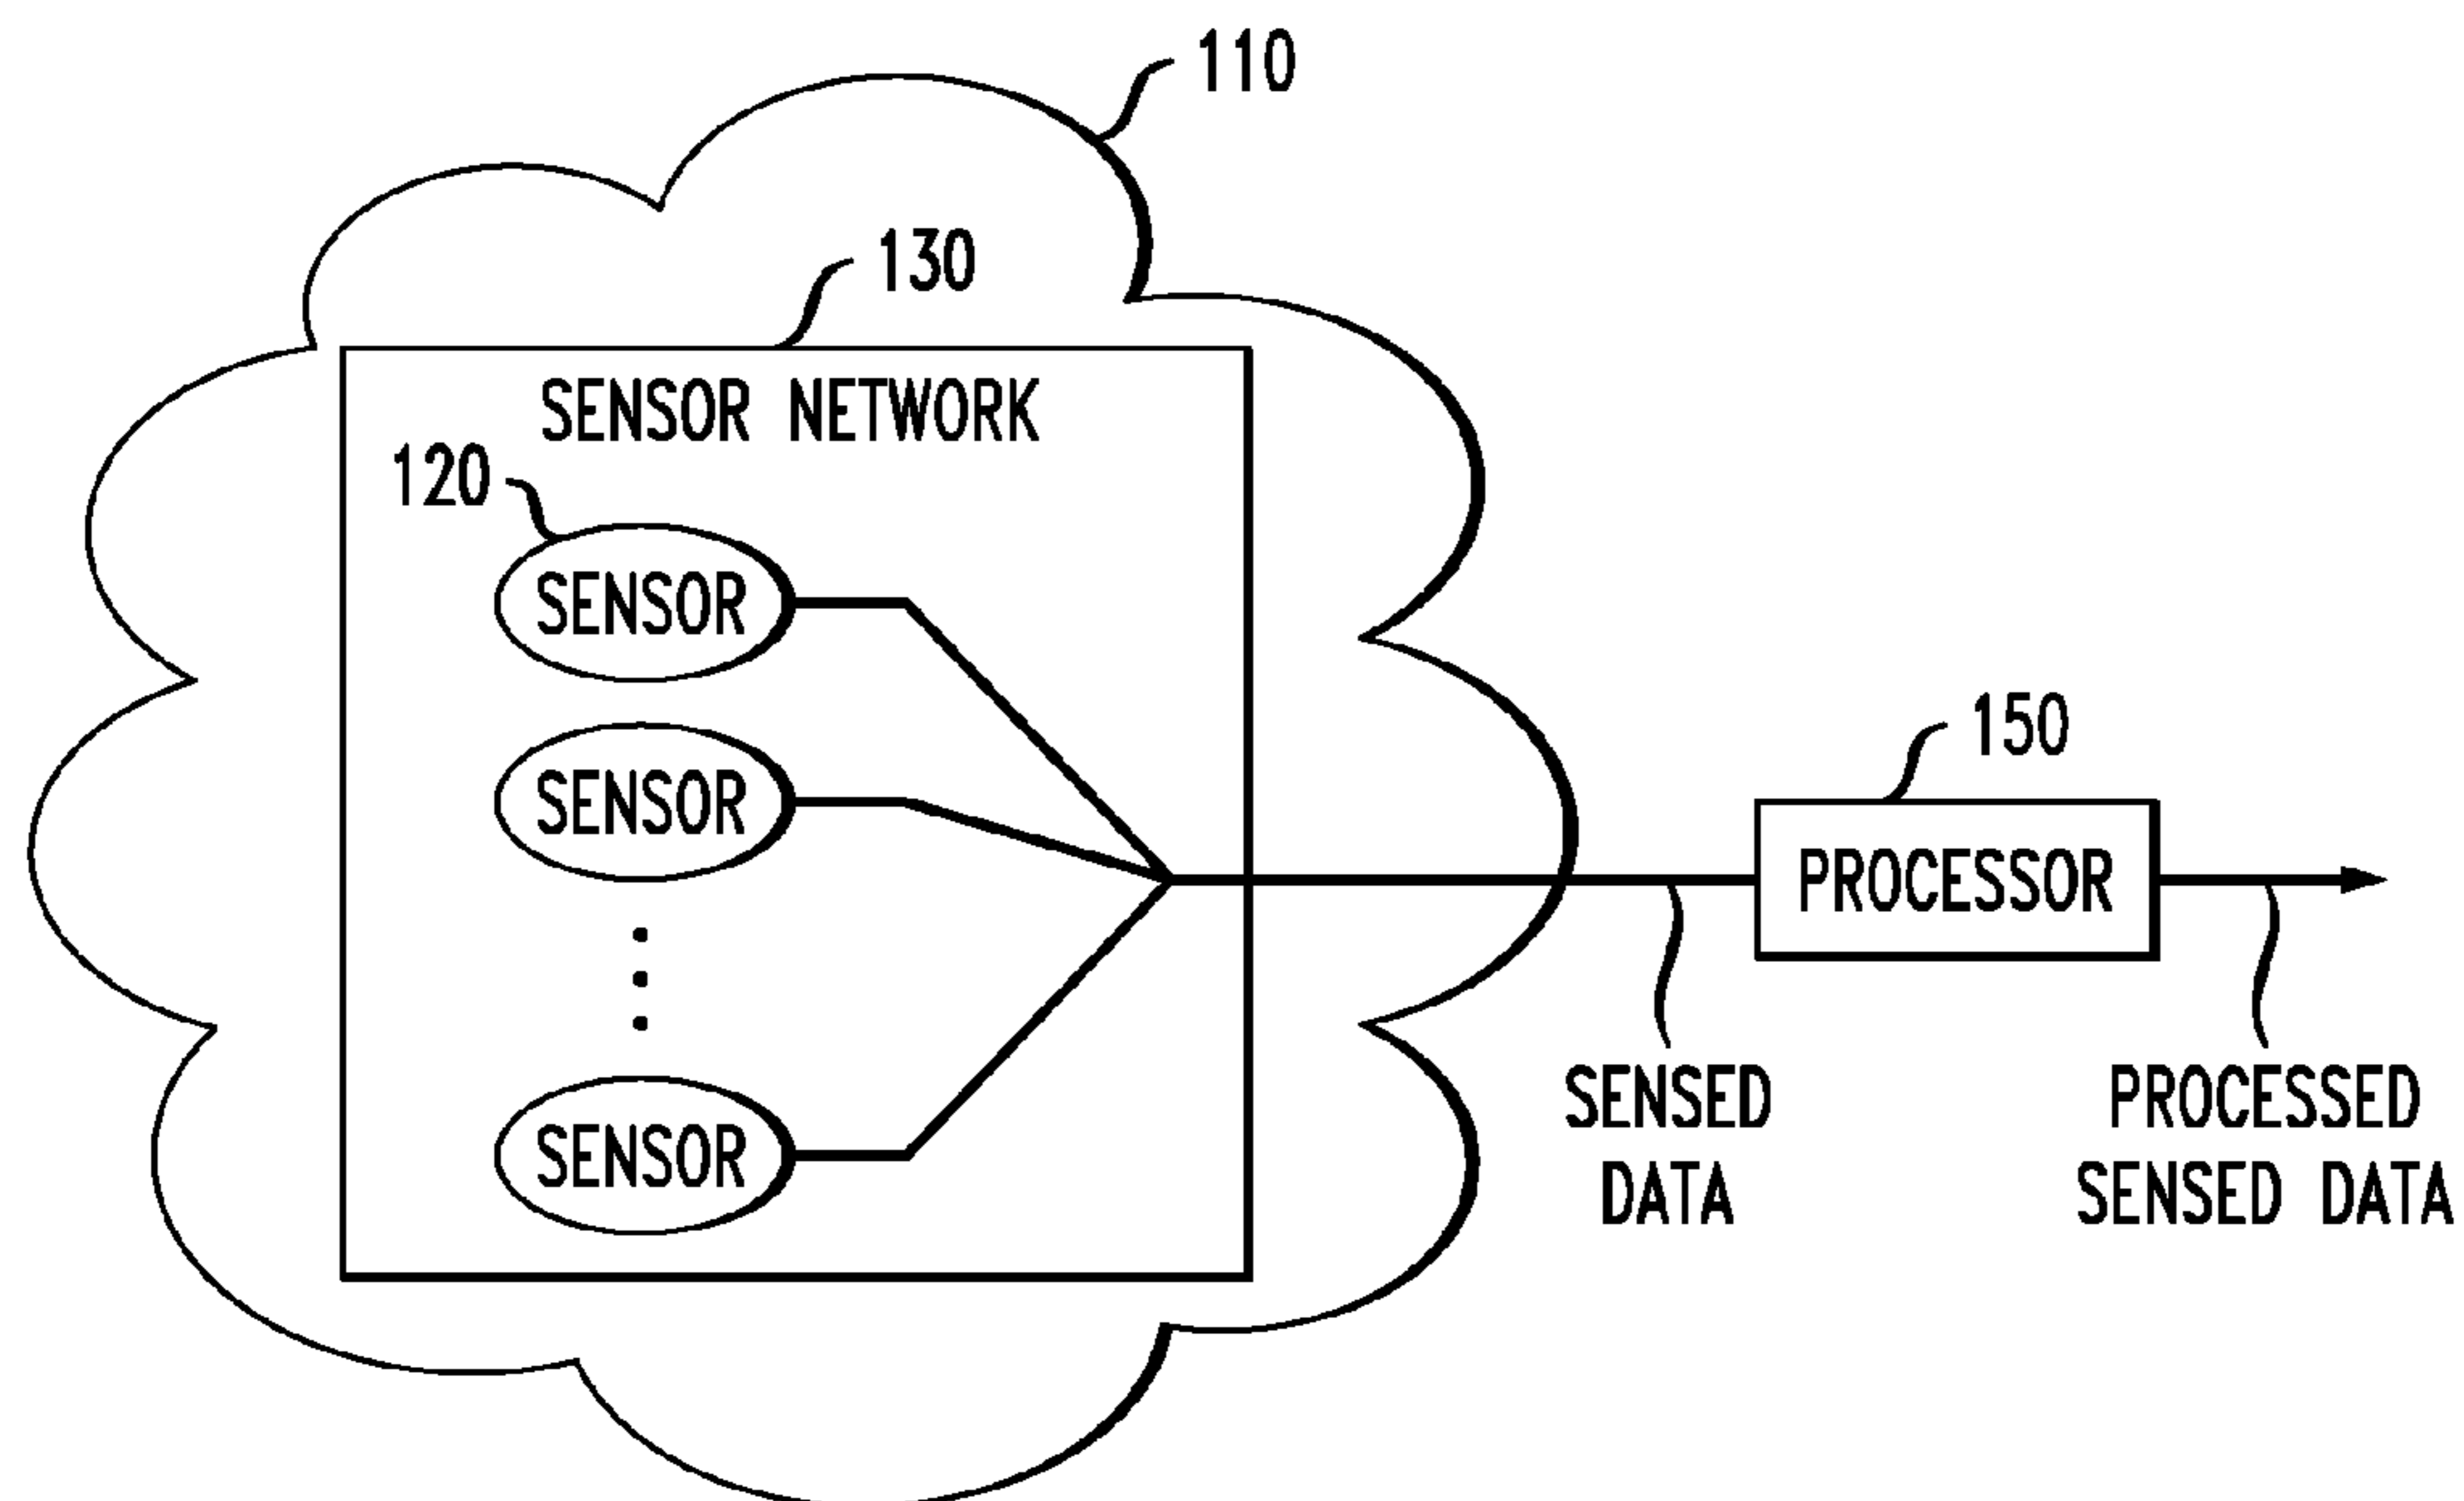 110
130
SENSOR NETWORK
120
SENSOR
SENSOR
SENSOR
150
PROCESSOR
SENSED
DATA
PROCESSED
SENSED DATA